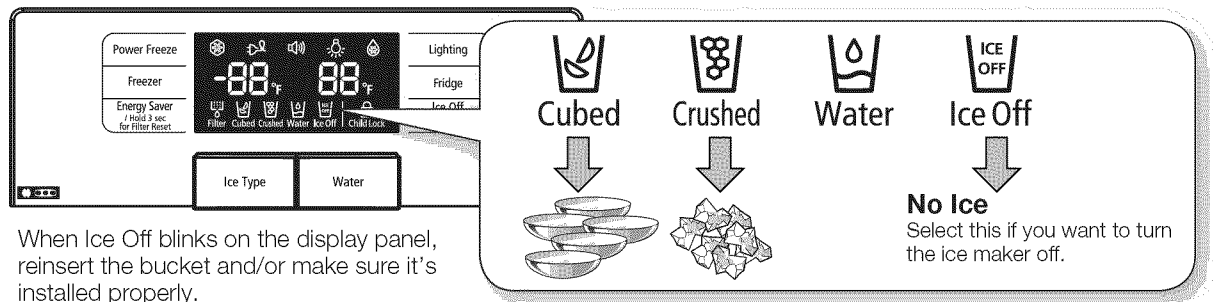 Power Freeze
Freezer
Energy Saver
/ Hold 3 sec
for Filter Reset
-88 °F 88 °F
Filter Cubed Crushed Water Ice Off Child Lock
Lighting
Fridge
Ice Off
Ice Type
Water
When Ice Off blinks on the display panel,
reinsert the bucket and/or make sure it's
installed properly.
ICE
OFF
Cubed Crushed Water Ice Off
No Ice
Select this if you want to turn
the ice maker off.